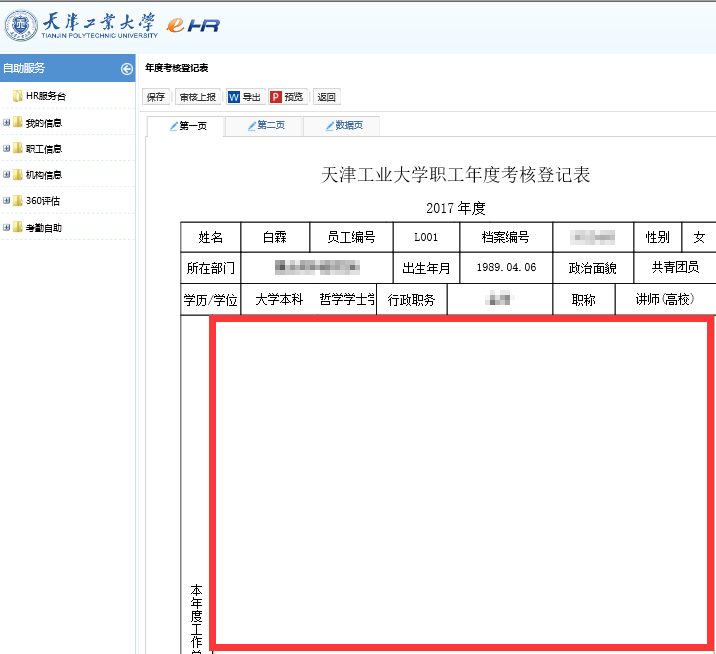 天津工业大学 eHR
TIANJIN POLYTECHNIC UNIVERSITY
自助服务
年度考核登记表
HR服务台
保存 审核上报 导出 预览 返回
我的信息
第一页 第二页 数据页
职工信息
机构信息
天津工业大学职工年度考核登记表
360评估
2017 年度
考勤自助
姓名 白霖 员工编号 L001 档案编号 性别 女
所在部门 出生年月 1989.04.06 政治面貌 共青团员
学历/学位 大学本科 哲学学士 行政职务 职称 讲师(高校)
本年度工作